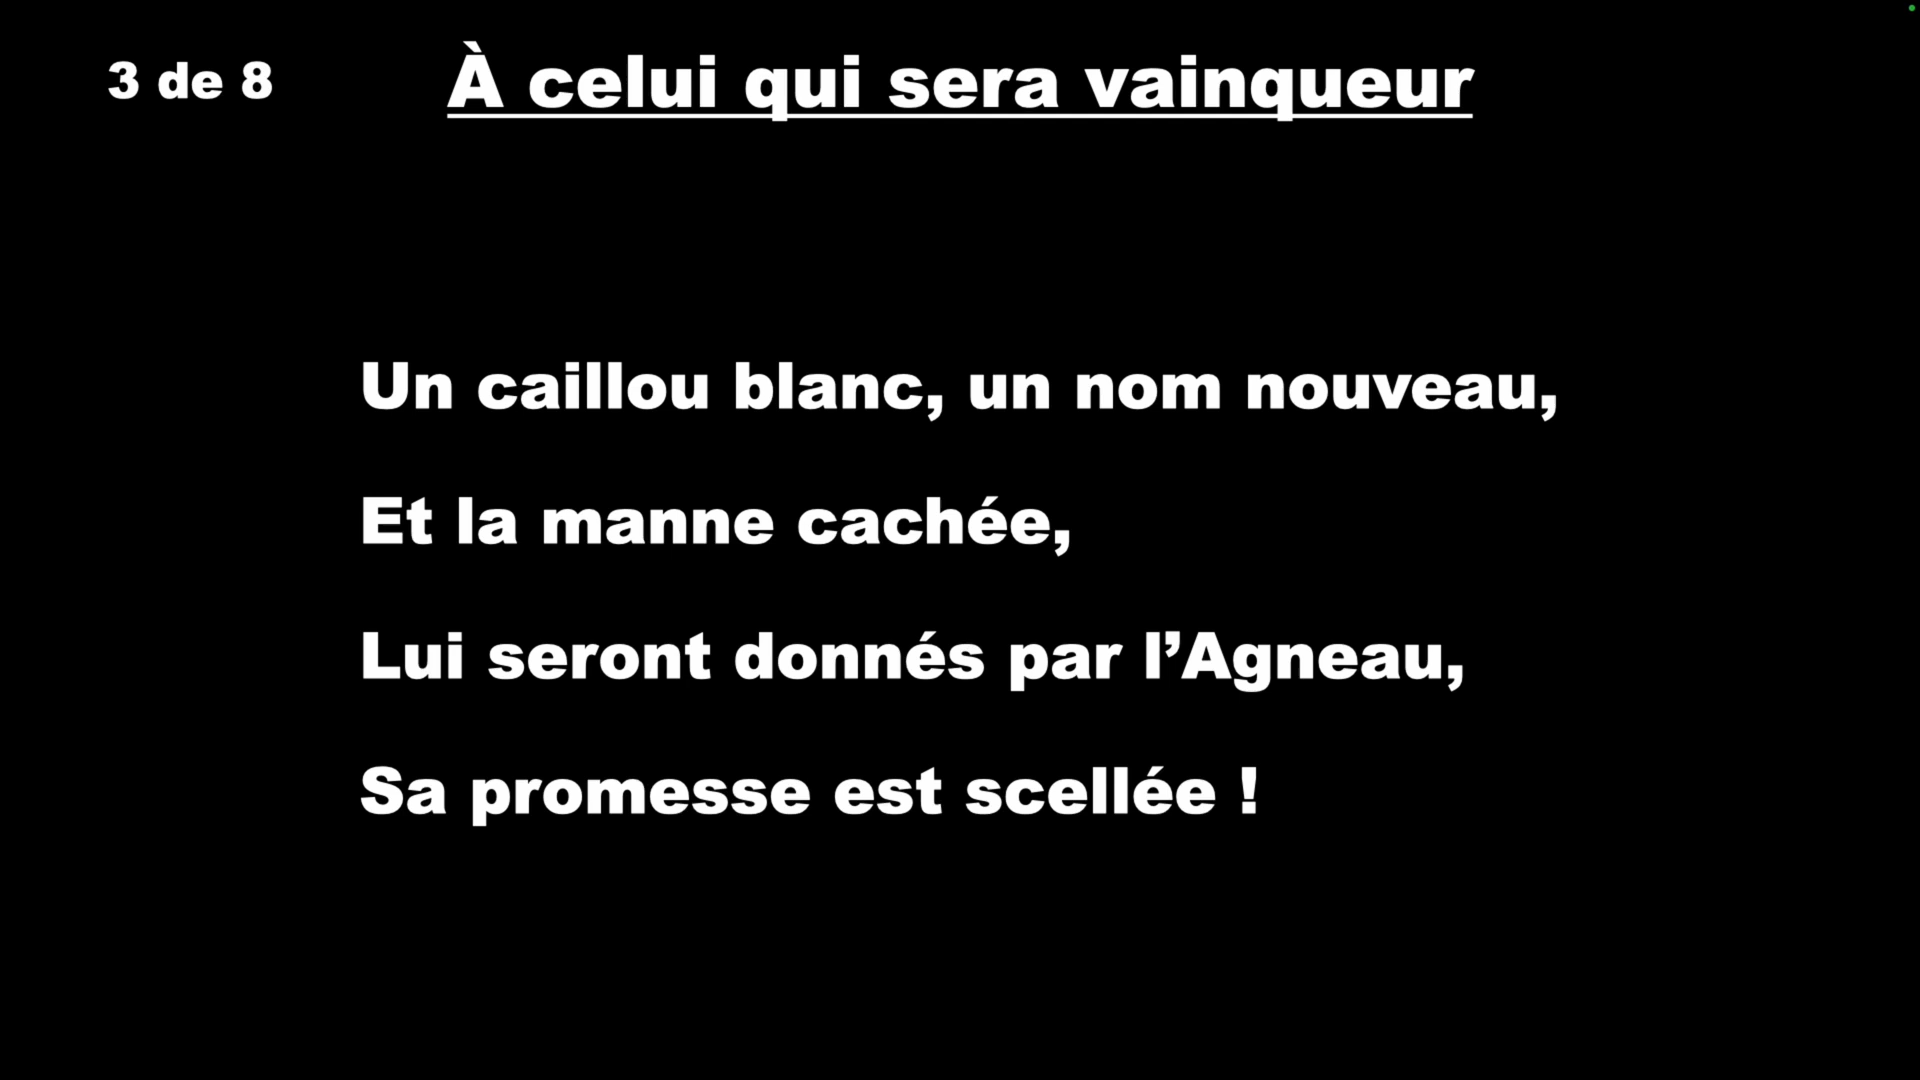 3 de 8
À celui qui sera vainqueur
Un caillou blanc, un nom nouveau,
Et la manne cachée,
Lui seront donnés par l’Agneau,
Sa promesse est scellée !